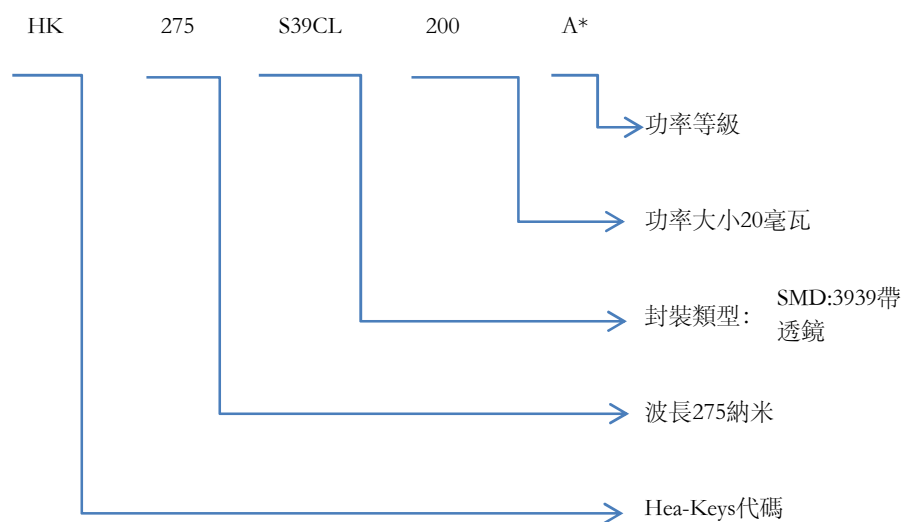 HK 275 S39CL 200 A*
功率等級
功率大小20毫瓦
封裝類型： SMD:3939帶
透鏡
波長275納米
Hea-Keys代碼